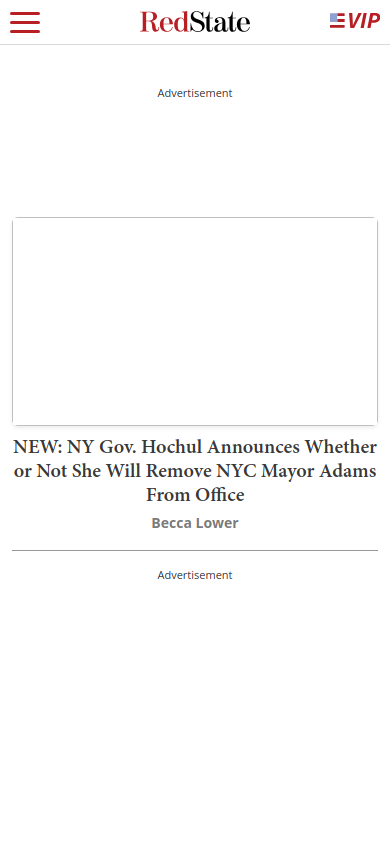 RedState
VIP
Advertisement
NEW: NY Gov. Hochul Announces Whether
or Not She Will Remove NYC Mayor Adams
From Office
Becca Lower
Advertisement